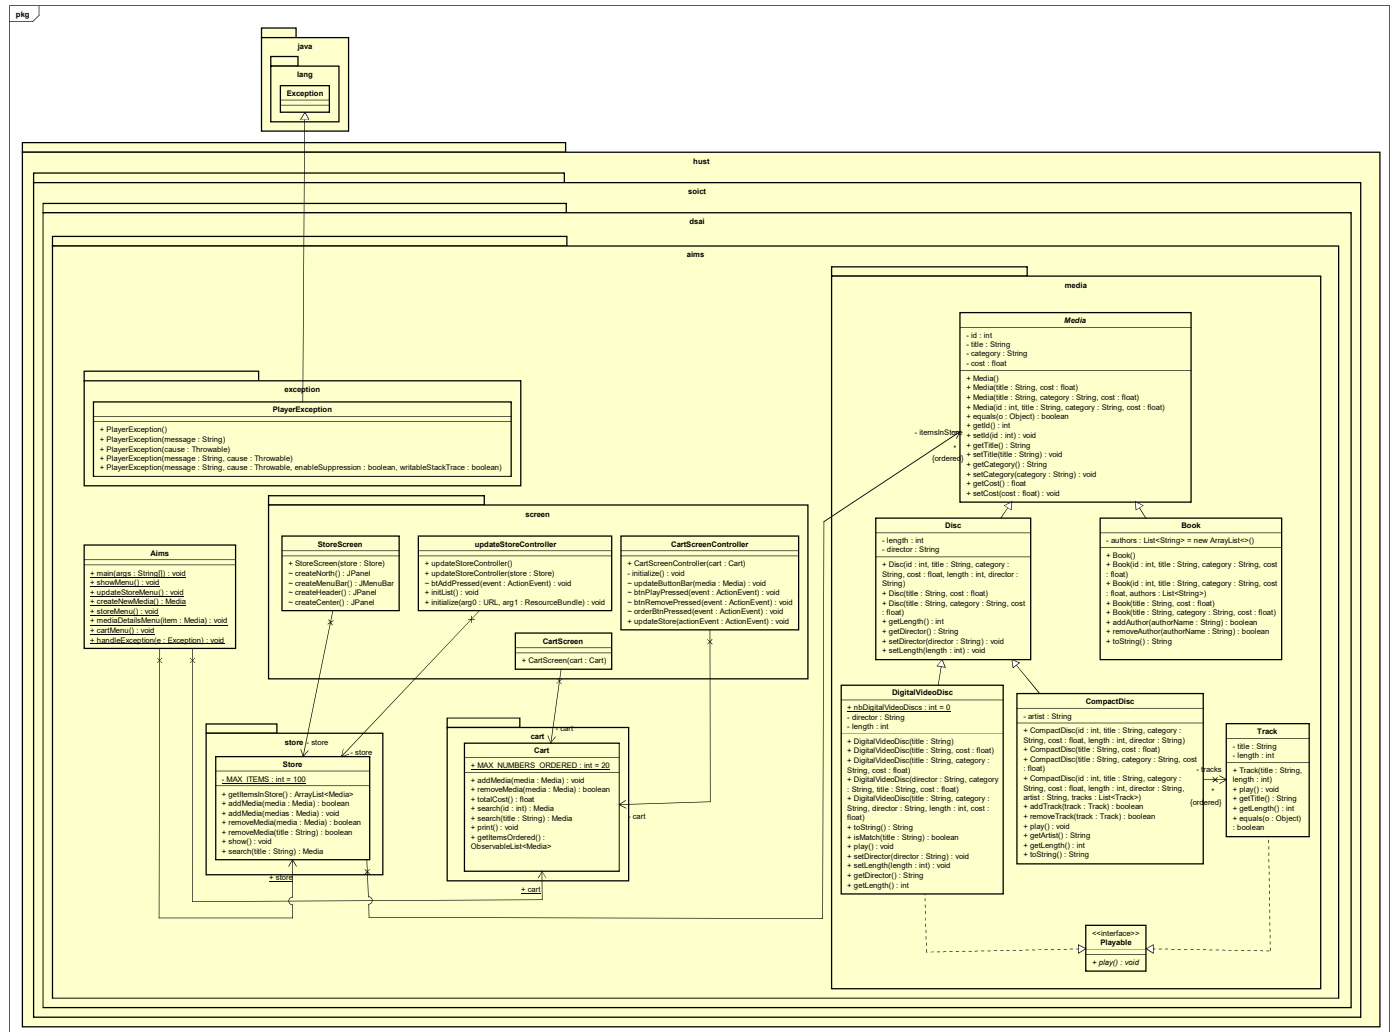 pkg
java
lang
Exception
hust
soict
dsai
aims
exception
PlayerException
+ PlayerException()
+ PlayerException(message : String)
+ PlayerException(cause : Throwable)
+ PlayerException(message : String, cause : Throwable)
+ PlayerException(message : String, cause : Throwable, enableSuppression : boolean, writableStackTrace : boolean)
screen
StoreScreen
+ StoreScreen(store : Store)
~ createNorth() : JPanel
~ createMenuBar() : JMenuBar
~ createHeader() : JPanel
~ createCenter() : JPanel
updateStoreController
+ updateStoreController()
+ updateStoreController(store : Store)
~ btAddPressed(event : ActionEvent) : void
+ initList() : void
+ initialize(arg0 : URL, arg1 : ResourceBundle) : void
CartScreenController
+ CartScreenController(cart : Cart)
- initialize() : void
~ updateButtonBar(media : Media) : void
~ btnPlayPressed(event : ActionEvent) : void
~ btnRemovePressed(event : ActionEvent) : void
~ orderBtnPressed(event : ActionEvent) : void
+ updateStore(actionEvent : ActionEvent) : void
CartScreen
+ CartScreen(cart : Cart)
Aims
+ main(args : String[]) : void
+ showMenu() : void
+ updateStoreMenu() : void
+ createNewMedia() : Media
+ storeMenu() : void
+ mediaDetailsMenu(item : Media) : void
+ cartMenu() : void
+ handleException(e : Exception) : void
store
- store
- store
Store
- MAX_ITEMS : int = 100
+ getItemsInStore() : ArrayList<Media>
+ addMedia(media : Media) : boolean
+ addMedia(medias : Media) : void
+ removeMedia(media : Media) : boolean
+ removeMedia(title : String) : boolean
+ show() : void
+ search(title : String) : Media
+ store
cart
- cart
Cart
+ MAX_NUMBERS_ORDERED : int = 20
+ addMedia(media : Media) : void
+ removeMedia(media : Media) : boolean
+ totalCost() : float
+ search(id : int) : Media
+ search(title : String) : Media
+ print() : void
+ getItemsOrdered() :
ObservableList<Media>
- cart
+ cart
media
Media
- id : int
- title : String
- category : String
- cost : float
+ Media()
+ Media(title : String, cost : float)
+ Media(title : String, category : String, cost : float)
+ Media(id : int, title : String, category : String, cost : float)
+ equals(o : Object) : boolean
+ getId() : int
+ setId(id : int) : void
+ getTitle() : String
+ setTitle(title : String) : void
+ getCategory() : String
+ setCategory(category : String) : void
+ getCost() : float
+ setCost(cost : float) : void
- itemsInStore
*
{ordered}
Disc
- length : int
- director : String
+ Disc(id : int, title : String, category :
String, cost : float, length : int, director :
String)
+ Disc(title : String, cost : float)
+ Disc(title : String, category : String, cost
: float)
+ getLength() : int
+ getDirector() : String
+ setDirector(director : String) : void
+ setLength(length : int) : void
Book
- authors : List<String> = new ArrayList<>()
+ Book()
+ Book(id : int, title : String, category : String, cost
: float)
+ Book(id : int, title : String, category : String, cost
: float, authors : List<String>)
+ Book(title : String, cost : float)
+ Book(title : String, category : String, cost : float)
+ addAuthor(authorName : String) : boolean
+ removeAuthor(authorName : String) : boolean
+ toString() : String
DigitalVideoDisc
+ nbDigitalVideoDiscs : int = 0
- director : String
- length : int
+ DigitalVideoDisc(title : String)
+ DigitalVideoDisc(title : String, cost : float)
+ DigitalVideoDisc(title : String, category :
String, cost : float)
+ DigitalVideoDisc(director : String, category
: String, title : String, cost : float)
+ DigitalVideoDisc(title : String, category :
String, director : String, length : int, cost :
float)
+ toString() : String
+ isMatch(title : String) : boolean
+ play() : void
+ setDirector(director : String) : void
+ setLength(length : int) : void
+ getDirector() : String
+ getLength() : int
CompactDisc
- artist : String
+ CompactDisc(id : int, title : String, category :
String, cost : float, length : int, director : String)
+ CompactDisc(title : String, cost : float)
+ CompactDisc(title : String, category : String, cost
: float)
+ CompactDisc(id : int, title : String, category :
String, cost : float, length : int, director : String,
artist : String, tracks : List<Track>)
+ addTrack(track : Track) : boolean
+ removeTrack(track : Track) : boolean
+ play() : void
+ getArtist() : String
+ getLength() : int
+ toString() : String
- tracks
*
{ordered}
Track
- title : String
- length : int
+ Track(title : String,
length : int)
+ play() : void
+ getTitle() : String
+ getLength() : int
+ equals(o : Object)
: boolean
<<interface>>
Playable
+ play() : void